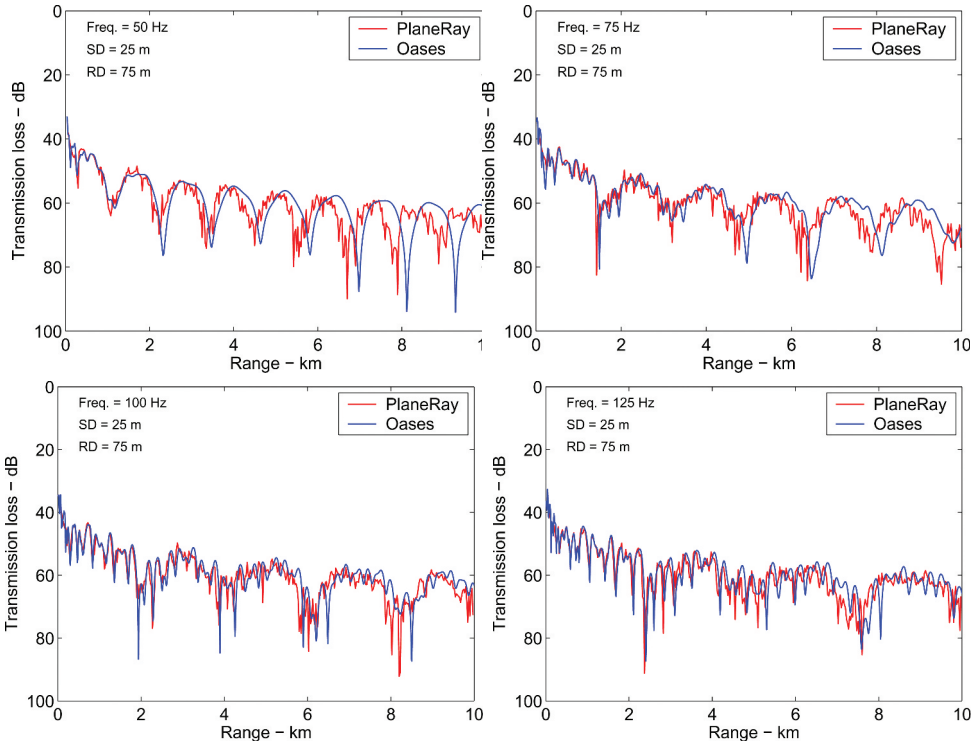 Freq. = 50 Hz
SD = 25 m
RD = 75 m
PlaneRay
Oases
Transmission loss – dB
0
20
40
60
80
100
0 2 4 6 8 1
Range – km
Freq. = 75 Hz
SD = 25 m
RD = 75 m
PlaneRay
Oases
Transmission loss – dB
0
20
40
60
80
100
0 2 4 6 8 10
Range – km
Freq. = 100 Hz
SD = 25 m
RD = 75 m
PlaneRay
Oases
Transmission loss – dB
0
20
40
60
80
100
0 2 4 6 8 10
Range – km
Freq. = 125 Hz
SD = 25 m
RD = 75 m
PlaneRay
Oases
Transmission loss – dB
0
20
40
60
80
100
0 2 4 6 8 10
Range – km